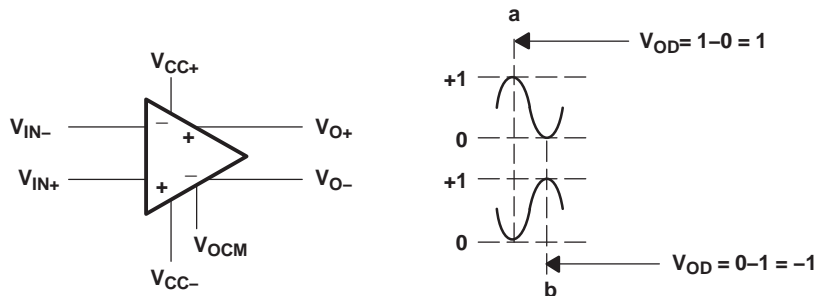 a
V_OD= 1–0 = 1
V_CC+
+1
V_IN–
–
+
V_O+
0
V_IN+
+
–
V_O–
+1
V_OCM
0
V_CC–
V_OD = 0–1 = –1
b